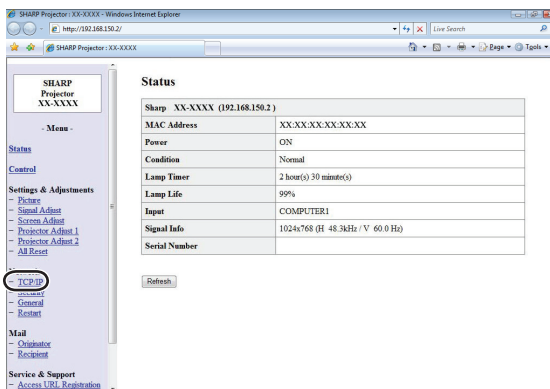 SHARP Projector : XX-XXXX - Windows Internet Explorer
http://192.168.150.2/
Live Search
SHARP Projector : XX-XXXX
Page
Tools
SHARP
Projector
XX-XXXX
- Menu -
Status
Control
Settings & Adjustments
– Picture
– Signal Adjust
– Screen Adjust
– Projector Adjust 1
– Projector Adjust 2
– All Reset
– TCP/IP
– Security
– General
– Restart
Mail
– Originator
– Recipient
Service & Support
– Access URL Registration
Status
Sharp XX-XXXX (192.168.150.2 )
MAC Address XX:XX:XX:XX:XX:XX
Power ON
Condition Normal
Lamp Timer 2 hour(s) 30 minute(s)
Lamp Life 99%
Input COMPUTER1
Signal Info 1024x768 (H 48.3kHz / V 60.0 Hz)
Serial Number
Refresh